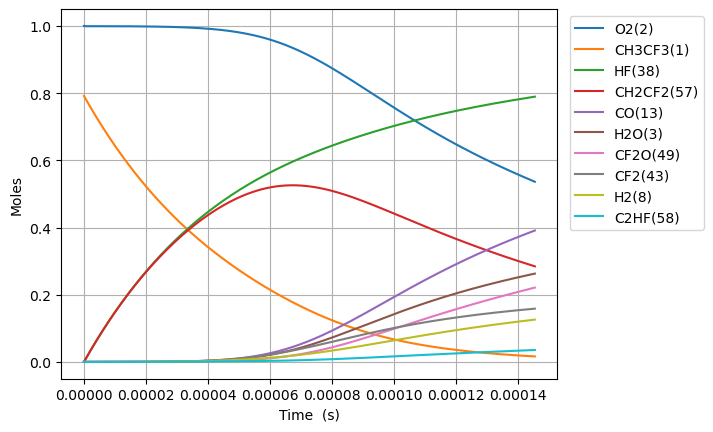 1.0
0.8
0.6
0.4
0.2
0.0
Moles
0.00000 0.00002 0.00004 0.00006 0.00008 0.00010 0.00012 0.00014
Time (s)
O2(2)
CH3CF3(1)
HF(38)
CH2CF2(57)
CO(13)
H2O(3)
CF2O(49)
CF2(43)
H2(8)
C2HF(58)